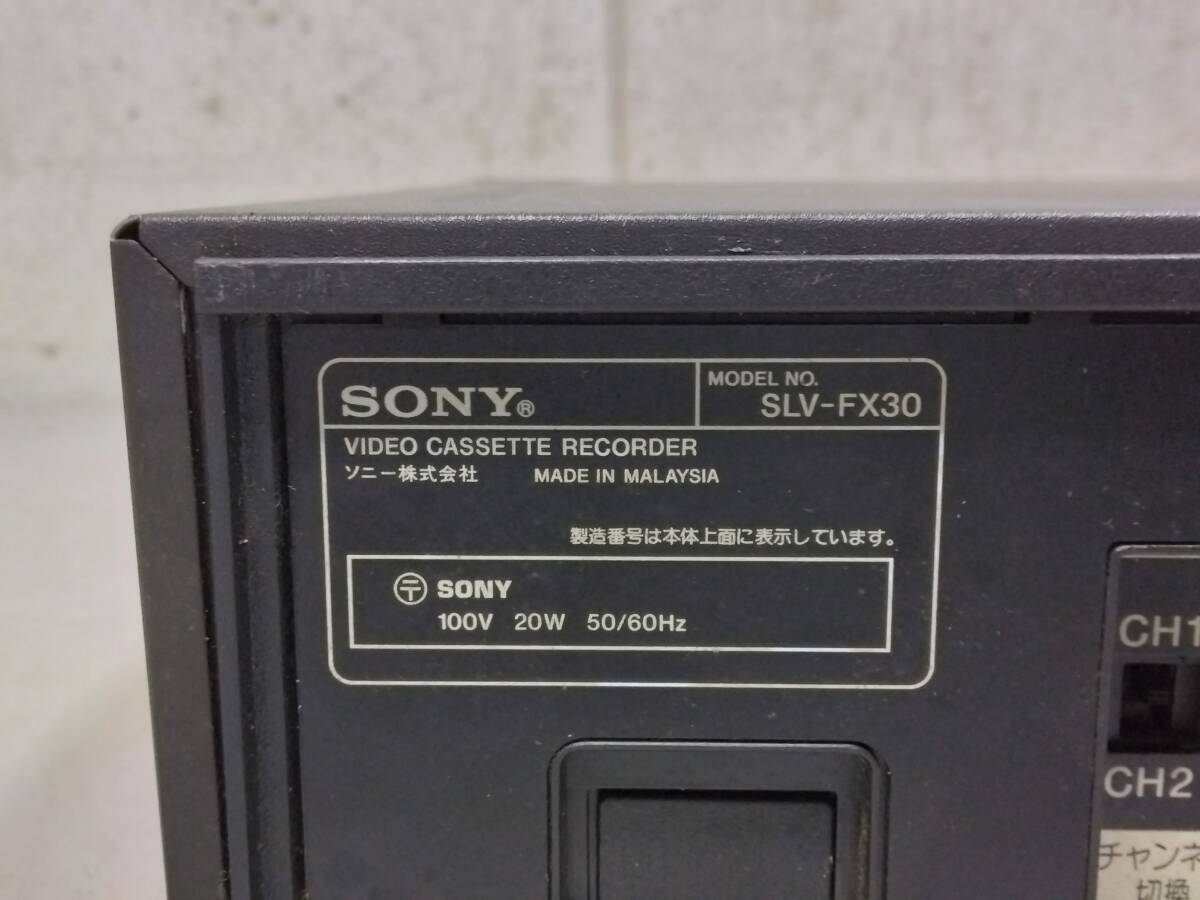 SONY®
MODEL NO.
SLV-FX30
VIDEO CASSETTE RECORDER
ソニー株式会社 MADE IN MALAYSIA
製造番号は本体上面に表示しています。
〒 SONY
100V 20W 50/60Hz
CH1
CH2
チャンネ
切換